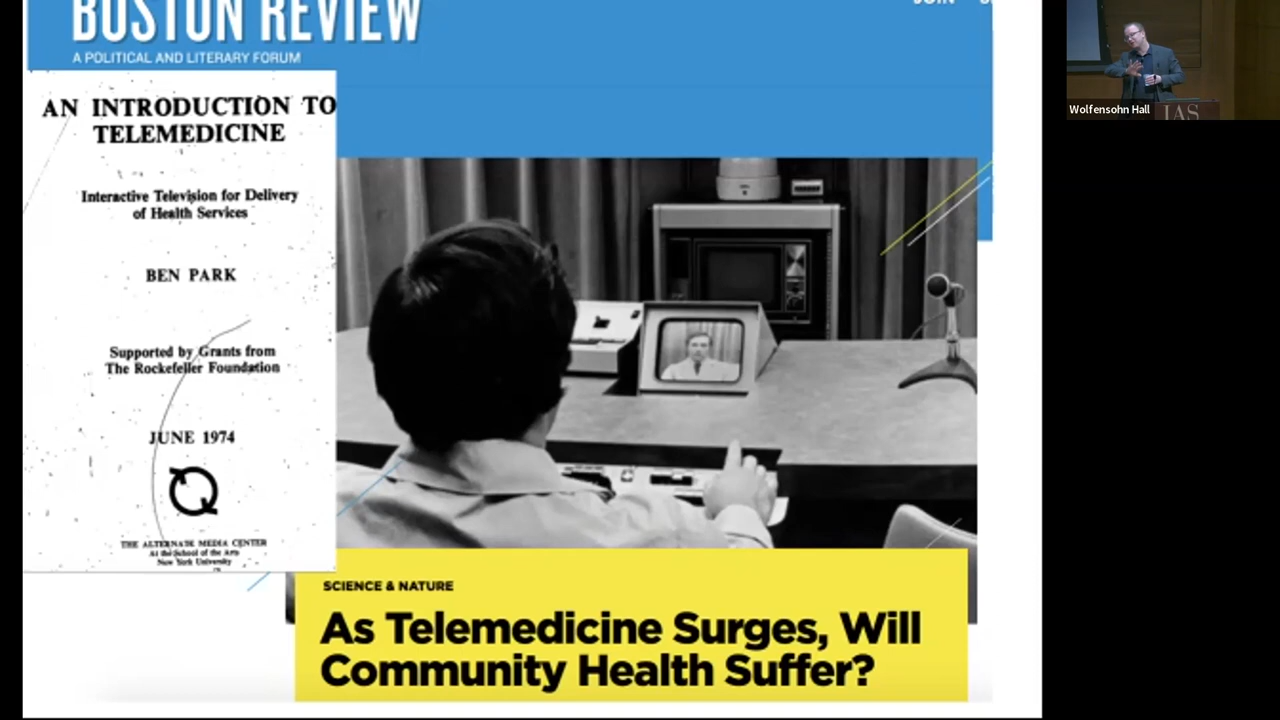 BOSTON REVIEW
A POLITICAL AND LITERARY FORUM
JOIN
AN INTRODUCTION TO
TELEMEDICINE
Interactive Television for Delivery
of Health Services
BEN PARK
Supported by Grants from
The Rockefeller Foundation
JUNE 1974
THE ALTERNATE MEDIA CENTER
At the School of the Arts
New York University
SCIENCE & NATURE
As Telemedicine Surges, Will
Community Health Suffer?
Wolfensohn Hall
IAS